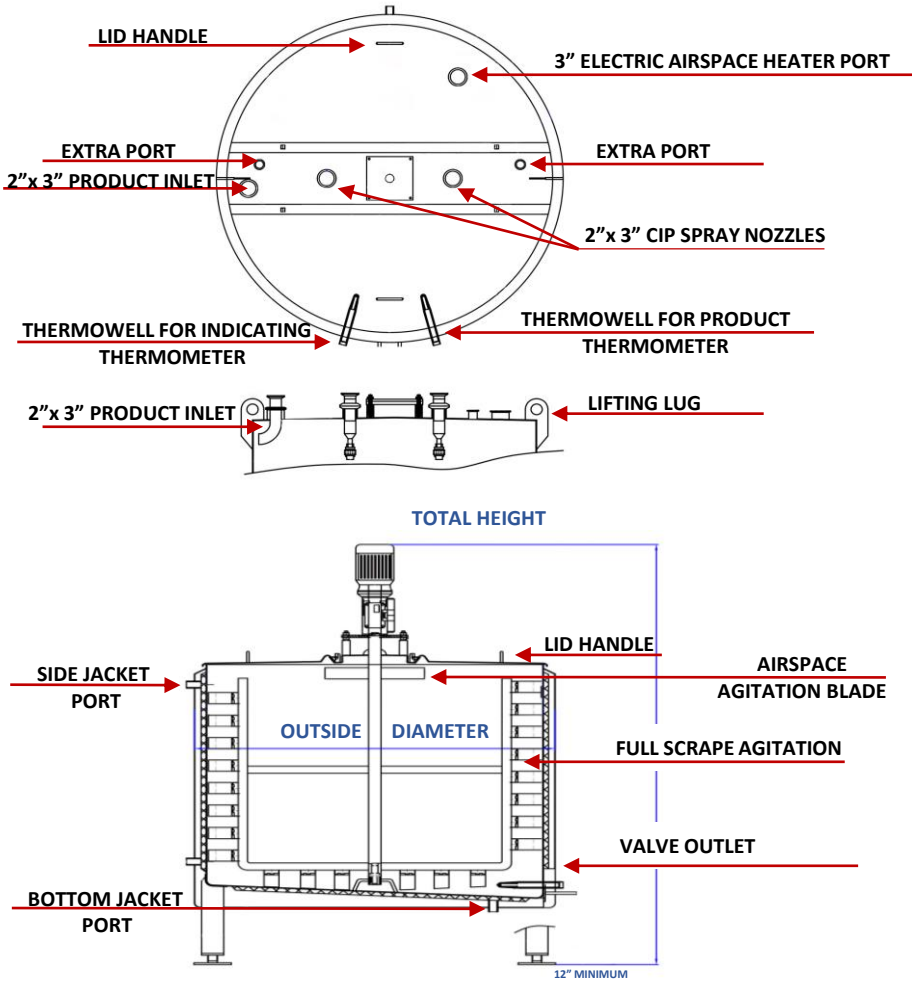 LID HANDLE
3” ELECTRIC AIRSPACE HEATER PORT
EXTRA PORT
EXTRA PORT
2”x 3” PRODUCT INLET
2”x 3” CIP SPRAY NOZZLES
THERMOWELL FOR INDICATING
THERMOMETER
THERMOWELL FOR PRODUCT
THERMOMETER
2”x 3” PRODUCT INLET
LIFTING LUG
TOTAL HEIGHT
LID HANDLE
SIDE JACKET
PORT
AIRSPACE
AGITATION BLADE
OUTSIDE DIAMETER
FULL SCRAPE AGITATION
VALVE OUTLET
BOTTOM JACKET
PORT
12” MINIMUM